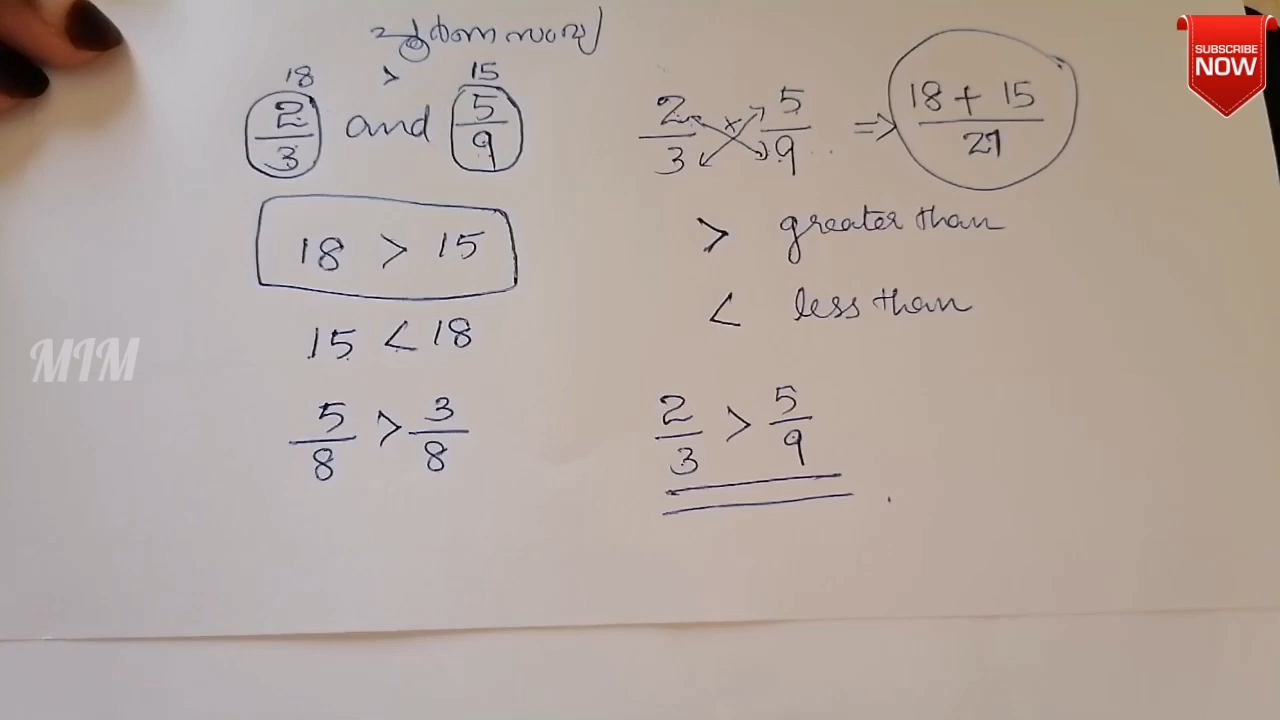 പൂർണസംഖ്യ
18 > 15
2/3 and 5/9
18 > 15
15 < 18
5/8 > 3/8
2/3 × 5/9 ⇒ 18 + 15/27
> greater than
< less than
2/3 > 5/9
SUBSCRIBE
NOW
MIM